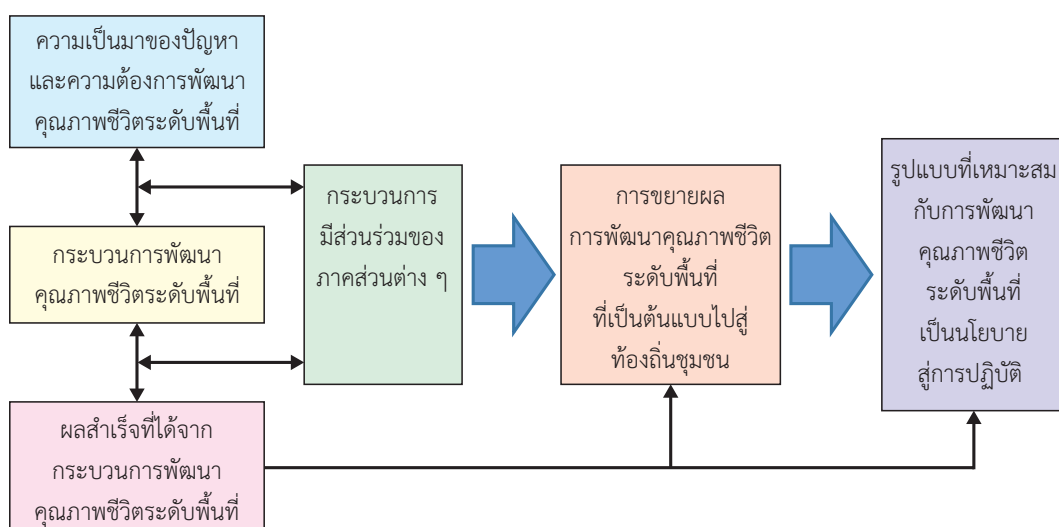 ความเป็นมาของปัญหา
และความต้องการพัฒนา
คุณภาพชีวิตระดับพื้นที่
กระบวนการพัฒนา
คุณภาพชีวิตระดับพื้นที่
ผลสำเร็จที่ได้จาก
กระบวนการพัฒนา
คุณภาพชีวิตระดับพื้นที่
กระบวนการ
มีส่วนร่วมของ
ภาคส่วนต่าง ๆ
การขยายผล
การพัฒนาคุณภาพชีวิต
ระดับพื้นที่
ที่เป็นต้นแบบไปสู่
ท้องถิ่นชุมชน
รูปแบบที่เหมาะสม
กับการพัฒนา
คุณภาพชีวิต
ระดับพื้นที่
เป็นนโยบาย
สู่การปฏิบัติ